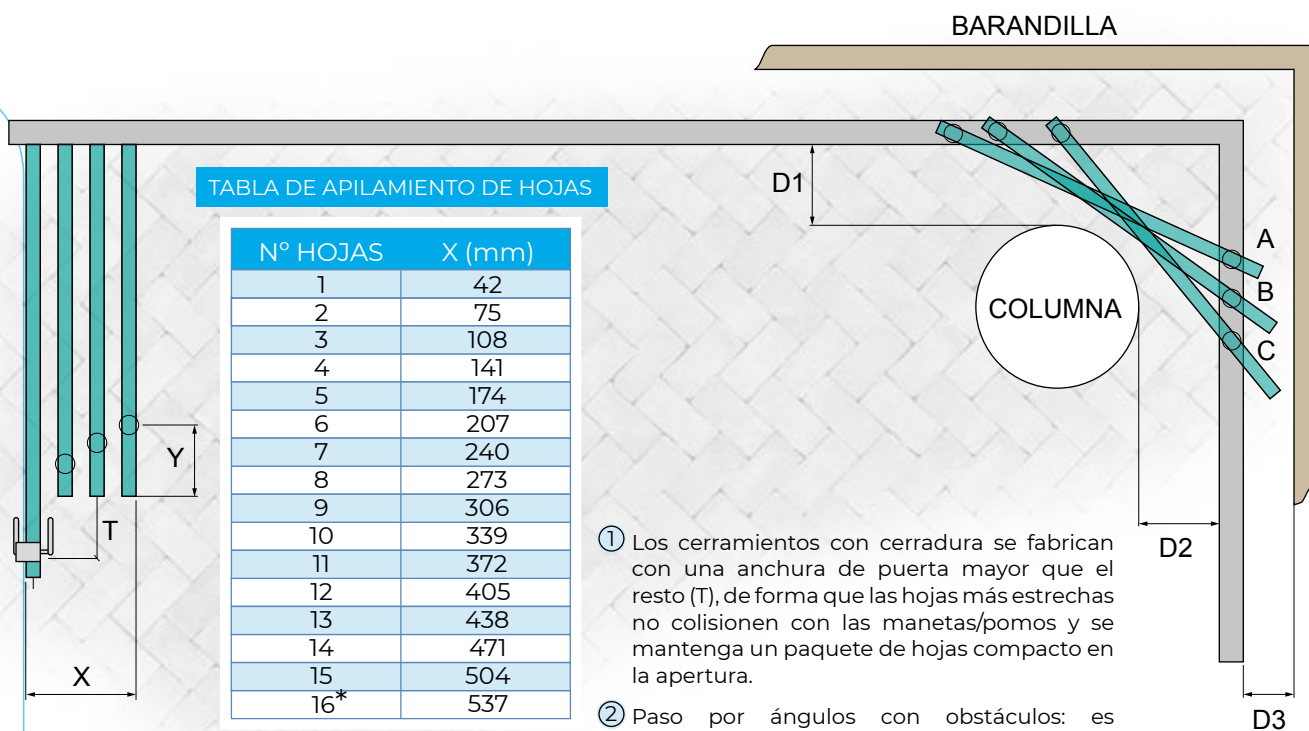 BARANDILLA
D1
A
B
C
COLUMNA
TABLA DE APILAMIENTO DE HOJAS
Nº HOJAS X (mm)
1 42
2 75
3 108
4 141
5 174
6 207
7 240
8 273
9 306
10 339
11 372
12 405
13 438
14 471
15 504
16* 537
Y
T
X
D2
D3
① Los cerramientos con cerradura se fabrican
con una anchura de puerta mayor que el
resto (T), de forma que las hojas más estrechas
no colisionen con las manetas/pomos y se
mantenga un paquete de hojas compacto en
la apertura.
② Paso por ángulos con obstáculos: es